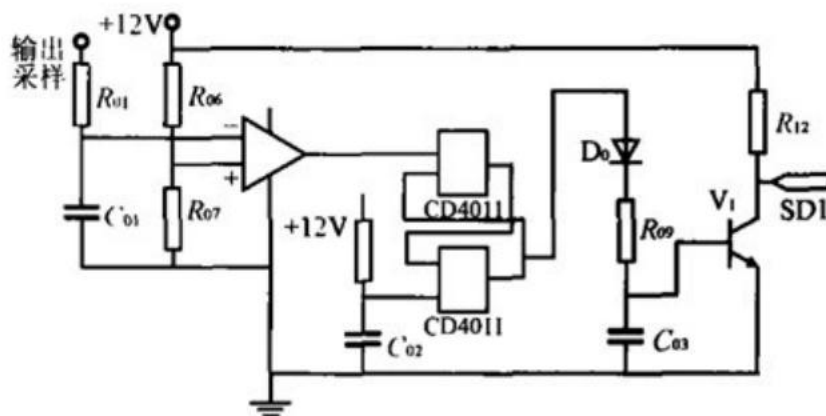 +12V
输出
采样
R01
R06
−
+
R07
C01
CD4011
+12V
CD4011
C02
D0
R09
C03
R12
V1
SD1